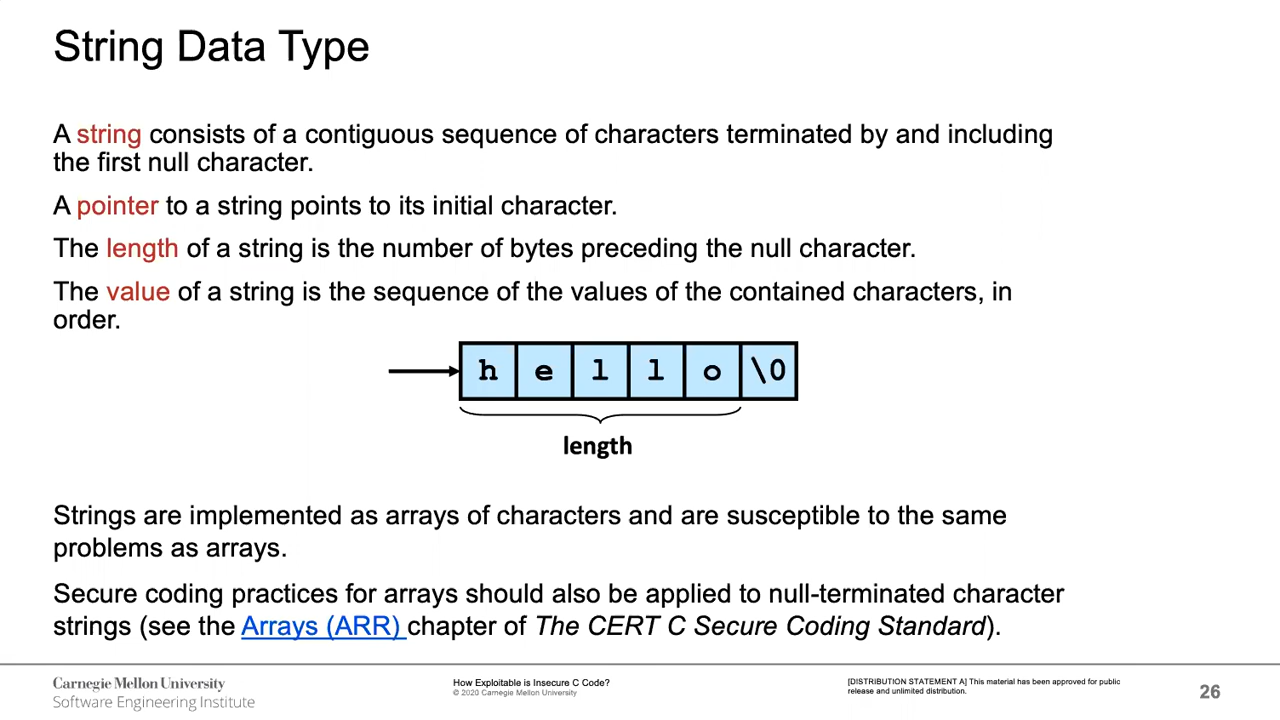 String Data Type
A string consists of a contiguous sequence of characters terminated by and including
the first null character.
A pointer to a string points to its initial character.
The length of a string is the number of bytes preceding the null character.
The value of a string is the sequence of the values of the contained characters, in
order.
h e l l o \0
length
Strings are implemented as arrays of characters and are susceptible to the same
problems as arrays.
Secure coding practices for arrays should also be applied to null-terminated character
strings (see the Arrays (ARR) chapter of The CERT C Secure Coding Standard).
Carnegie Mellon University
Software Engineering Institute
How Exploitable is Insecure C Code?
© 2020 Carnegie Mellon University
[DISTRIBUTION STATEMENT A] This material has been approved for public
release and unlimited distribution.
26